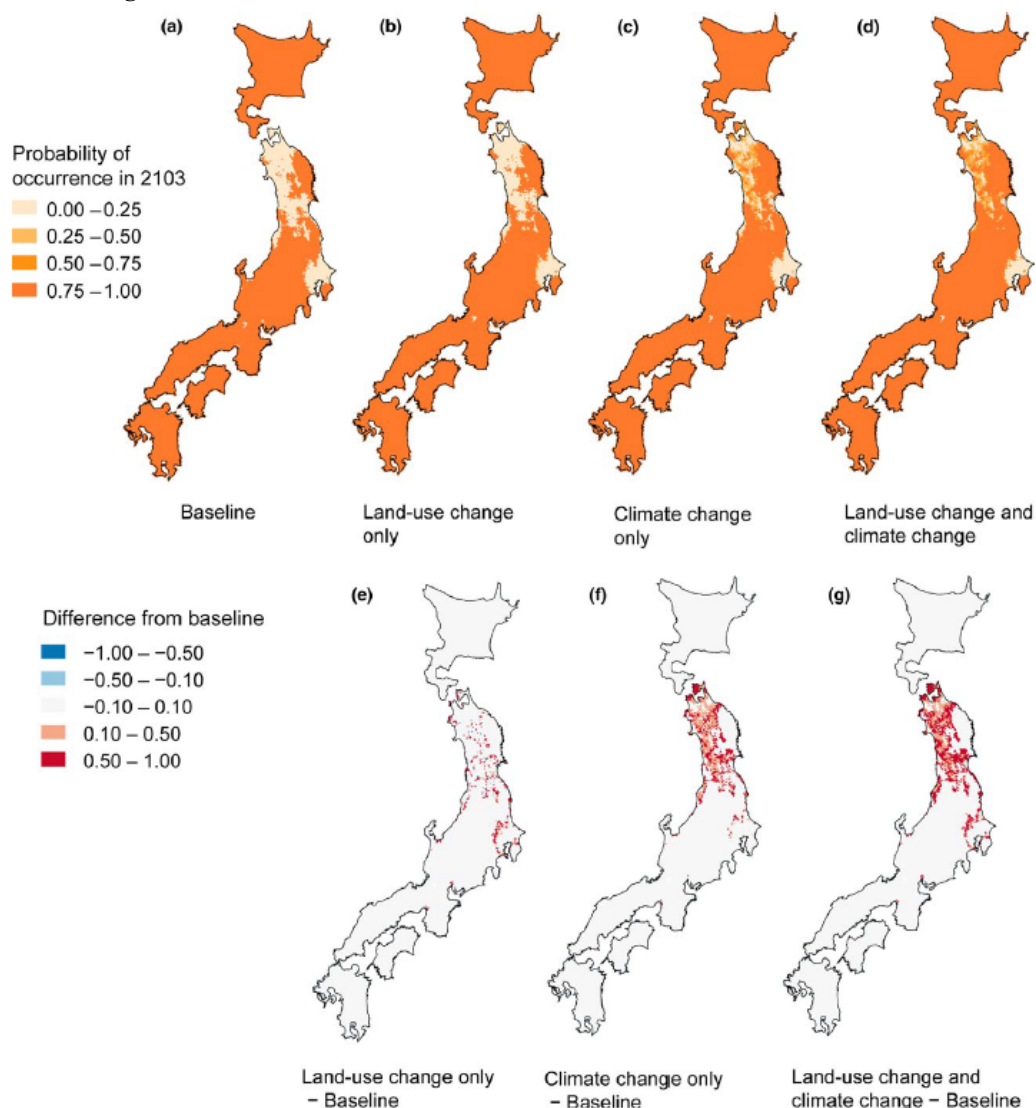 (a) (b) (c) (d)
Probability of
occurrence in 2103
0.00 – 0.25
0.25 – 0.50
0.50 – 0.75
0.75 – 1.00
Baseline
Land-use change
only
Climate change
only
Land-use change and
climate change
(e) (f) (g)
Difference from baseline
−1.00 – −0.50
−0.50 – −0.10
−0.10 – 0.10
0.10 – 0.50
0.50 – 1.00
Land-use change only
– Baseline
Climate change only
– Baseline
Land-use change and
climate change – Baseline